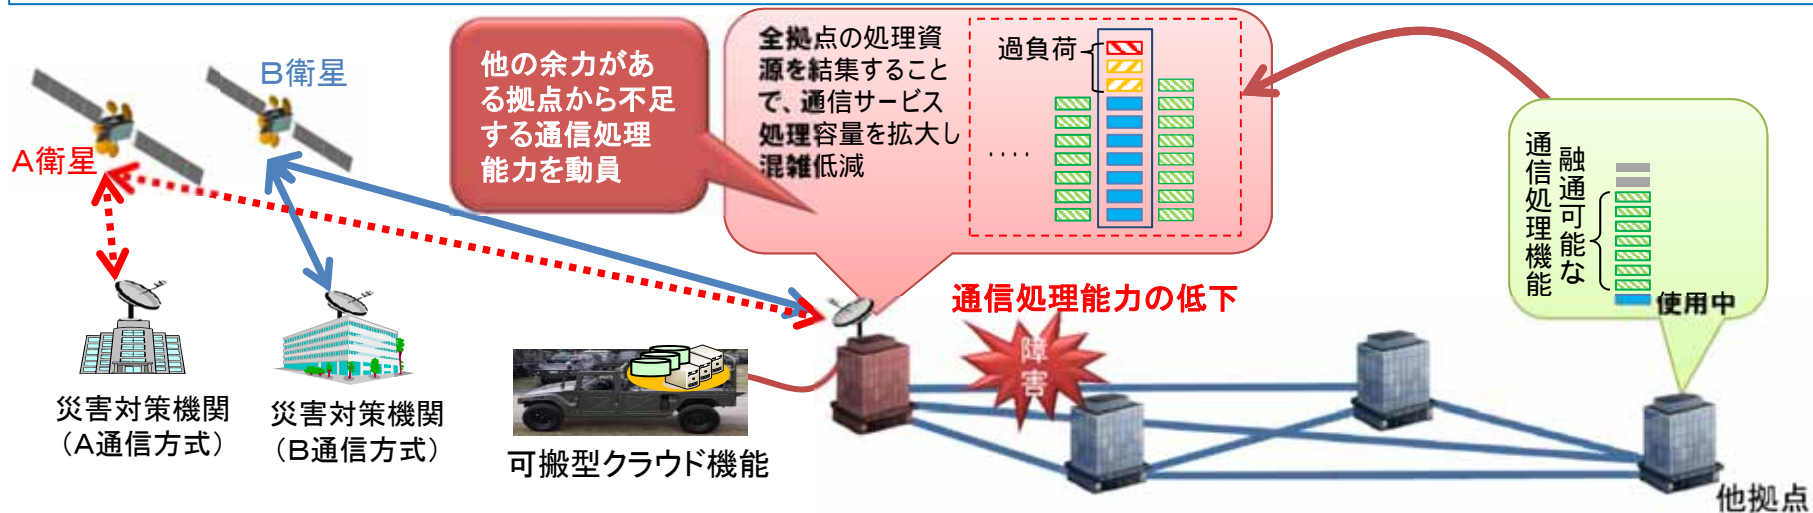 他の余力があ
る拠点から不足
する通信処理
能力を動員
全拠点の処理資
源を結集すること
で、通信サービス
処理容量を拡大し
混雑低減
過負荷
‥‥
B衛星
A衛星
融通可能な
通信処理機能
使用中
通信処理能力の低下
障
害
災害対策機関
（A通信方式）
災害対策機関
（B通信方式）
可搬型クラウド機能
他拠点